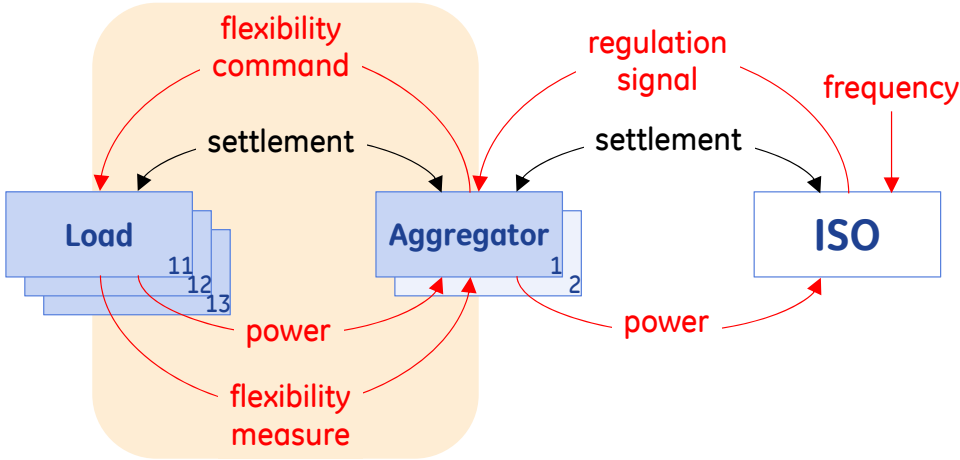 flexibility
command
regulation
signal
frequency
settlement
settlement
Load
Aggregator
ISO
11
12
13
1
2
power
power
flexibility
measure